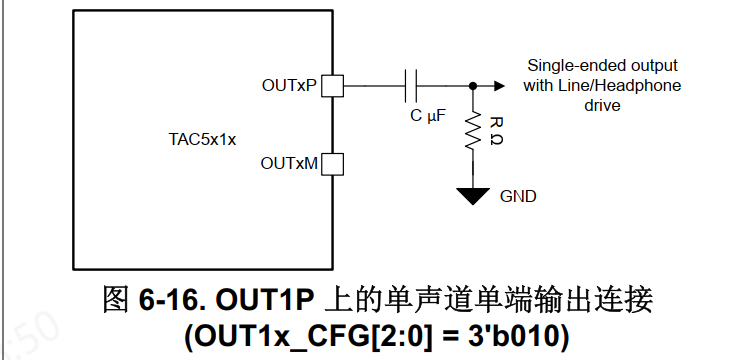 OUTxP
Single-ended output
with Line/Headphone
drive
C µF
R Ω
TAC5x1x
OUTxM
GND
图 6-16. OUT1P 上的单声道单端输出连接
(OUT1x_CFG[2:0] = 3'b010)
:50